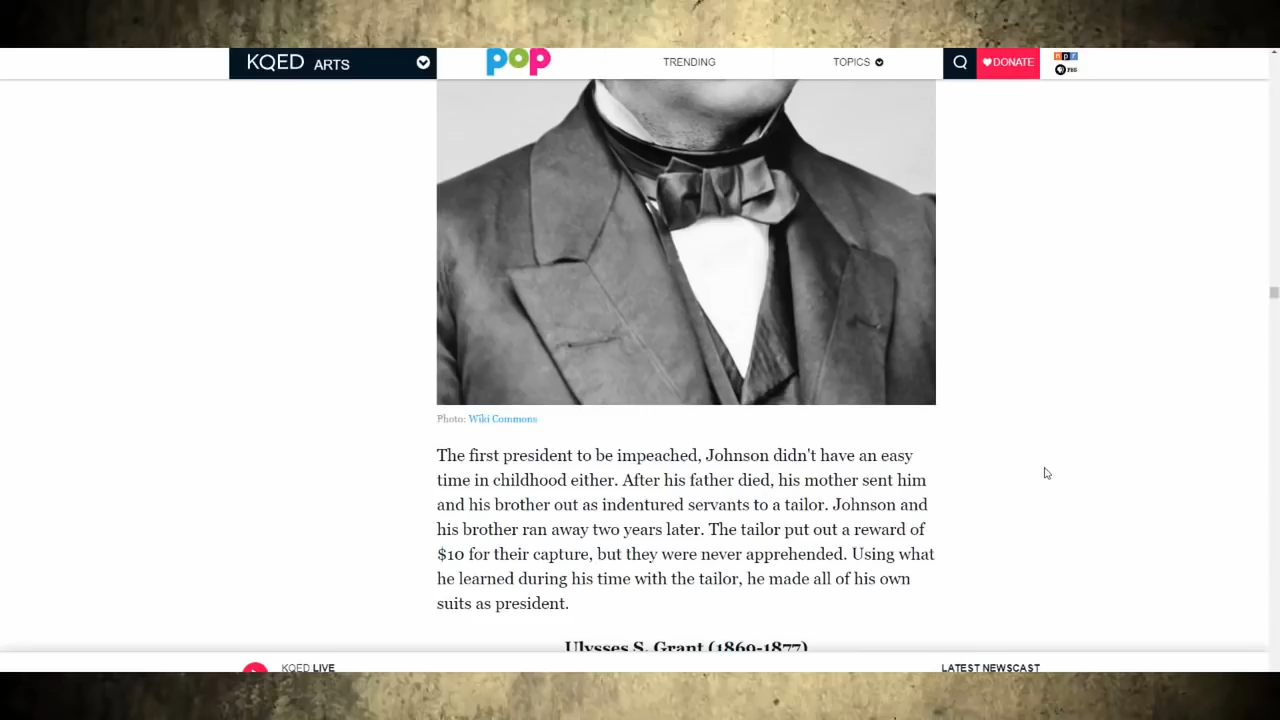 KQED ARTS
pop
TRENDING
TOPICS
DONATE
npr
PBS
Photo: Wiki Commons
The first president to be impeached, Johnson didn't have an easy
time in childhood either. After his father died, his mother sent him
and his brother out as indentured servants to a tailor. Johnson and
his brother ran away two years later. The tailor put out a reward of
$10 for their capture, but they were never apprehended. Using what
he learned during his time with the tailor, he made all of his own
suits as president.
Ulysses S. Grant (1869-1877)
KQED LIVE
LATEST NEWSCAST